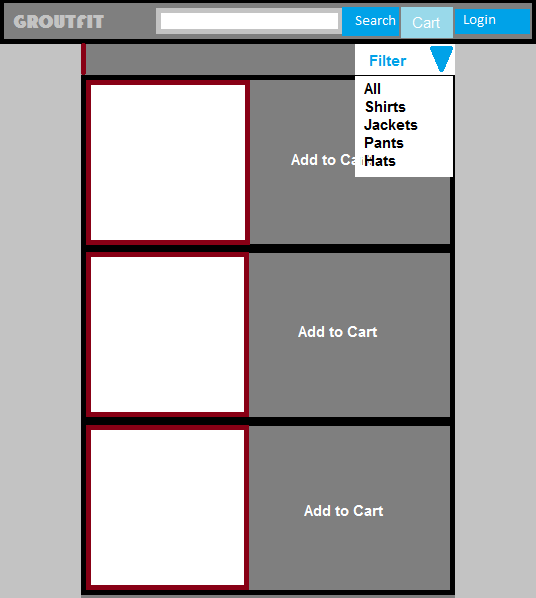 GROUTFIT Search Cart Login
Filter
All
Shirts
Jackets
Pants
Hats
Add to Ca
Add to Cart
Add to Cart